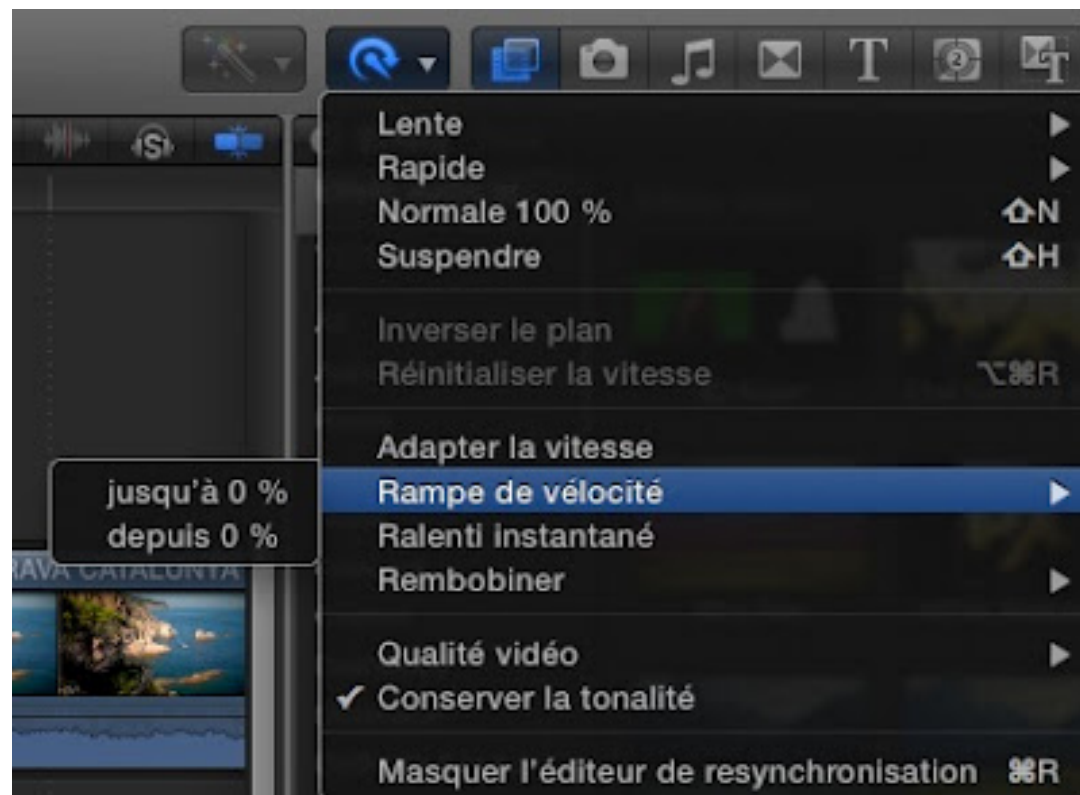 Lente
Rapide
Normale 100 % ⇧N
Suspendre ⇧H
Inverser le plan
Réinitialiser la vitesse ⌥⌘R
Adapter la vitesse
Rampe de vélocité
jusqu'à 0 %
depuis 0 %
Ralenti instantané
Rembobiner
Qualité vidéo
✓ Conserver la tonalité
Masquer l'éditeur de resynchronisation ⌘R
CATALUNYA